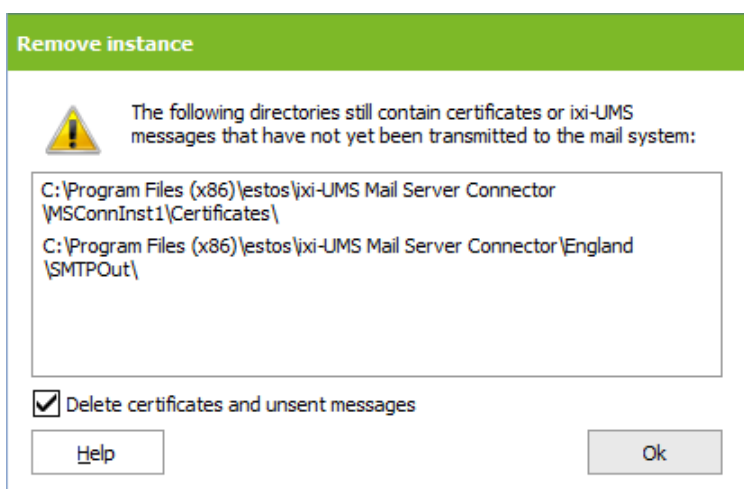 Remove instance
The following directories still contain certificates or ixi-UMS
messages that have not yet been transmitted to the mail system:
C:\Program Files (x86)\estos\ixi-UMS Mail Server Connector
\MSConnInst1\Certificates\
C:\Program Files (x86)\estos\ixi-UMS Mail Server Connector\England
\SMTPOut\
Delete certificates and unsent messages
Help
Ok